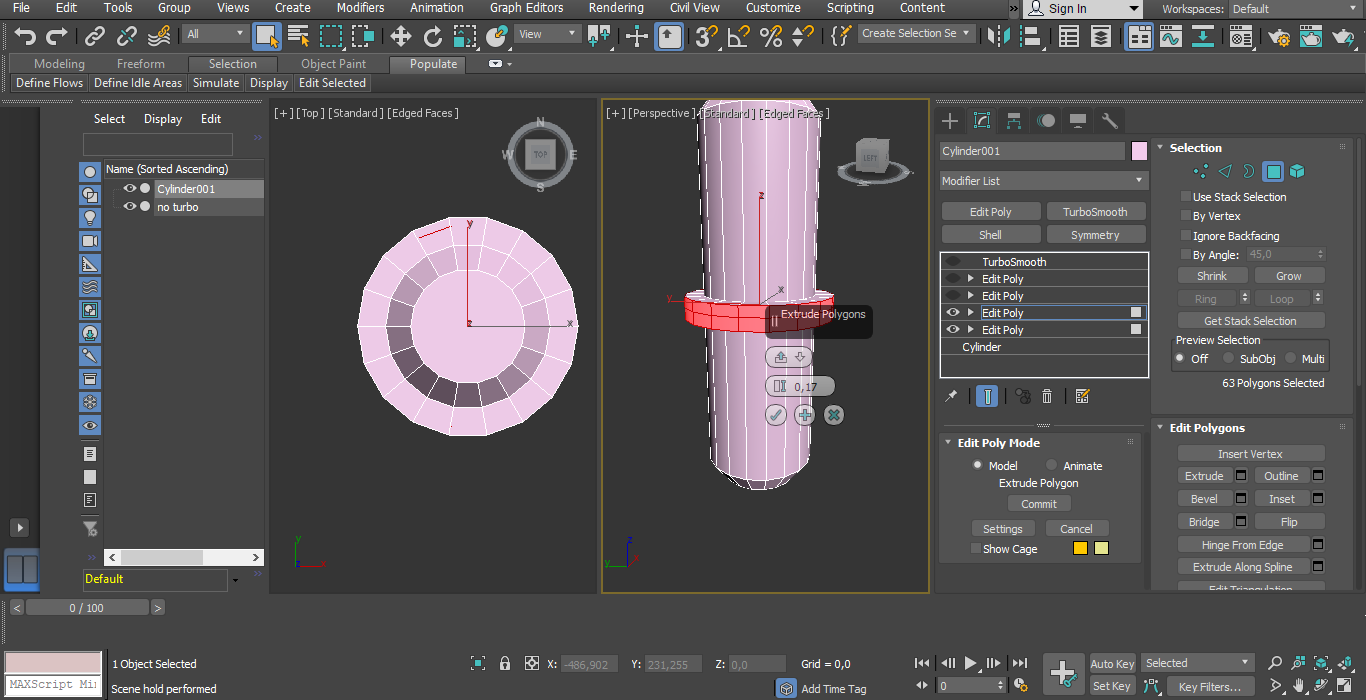 File Edit Tools Group Views Create Modifiers Animation Graph Editors Rendering Civil View Customize Scripting Content » Sign In Workspaces: Default
All View Create Selection Se
Modeling Freeform Selection Object Paint Populate
Define Flows Define Idle Areas Simulate Display Edit Selected
Select Display Edit
Name (Sorted Ascending)
Cylinder001
no turbo
Default
[+] [Top ] [Standard ] [Edged Faces ]
N
W TOP E
S
y
z x
y
z x
[+] [Perspective ] [Standard ] [Edged Faces ]
LEFT
z
x
y
Extrude Polygons
0,17
z
y
Cylinder001
Modifier List
Edit Poly TurboSmooth
Shell Symmetry
TurboSmooth
Edit Poly
Edit Poly
Edit Poly
Edit Poly
Cylinder
Edit Poly Mode
Model Animate
Extrude Polygon
Commit
Settings Cancel
Show Cage
Selection
Use Stack Selection
By Vertex
Ignore Backfacing
By Angle: 45,0
Shrink Grow
Ring Loop
Get Stack Selection
Preview Selection
Off SubObj Multi
63 Polygons Selected
Edit Polygons
Insert Vertex
Extrude Outline
Bevel Inset
Bridge Flip
Hinge From Edge
Extrude Along Spline
Edit Triangulation
< 0 / 100 >
1 Object Selected X: -486,902 Y: 231,255 Z: 0,0 Grid = 0,0
MAXScript Mi
Scene hold performed Add Time Tag
0
Auto Key Selected
Set Key Key Filters...